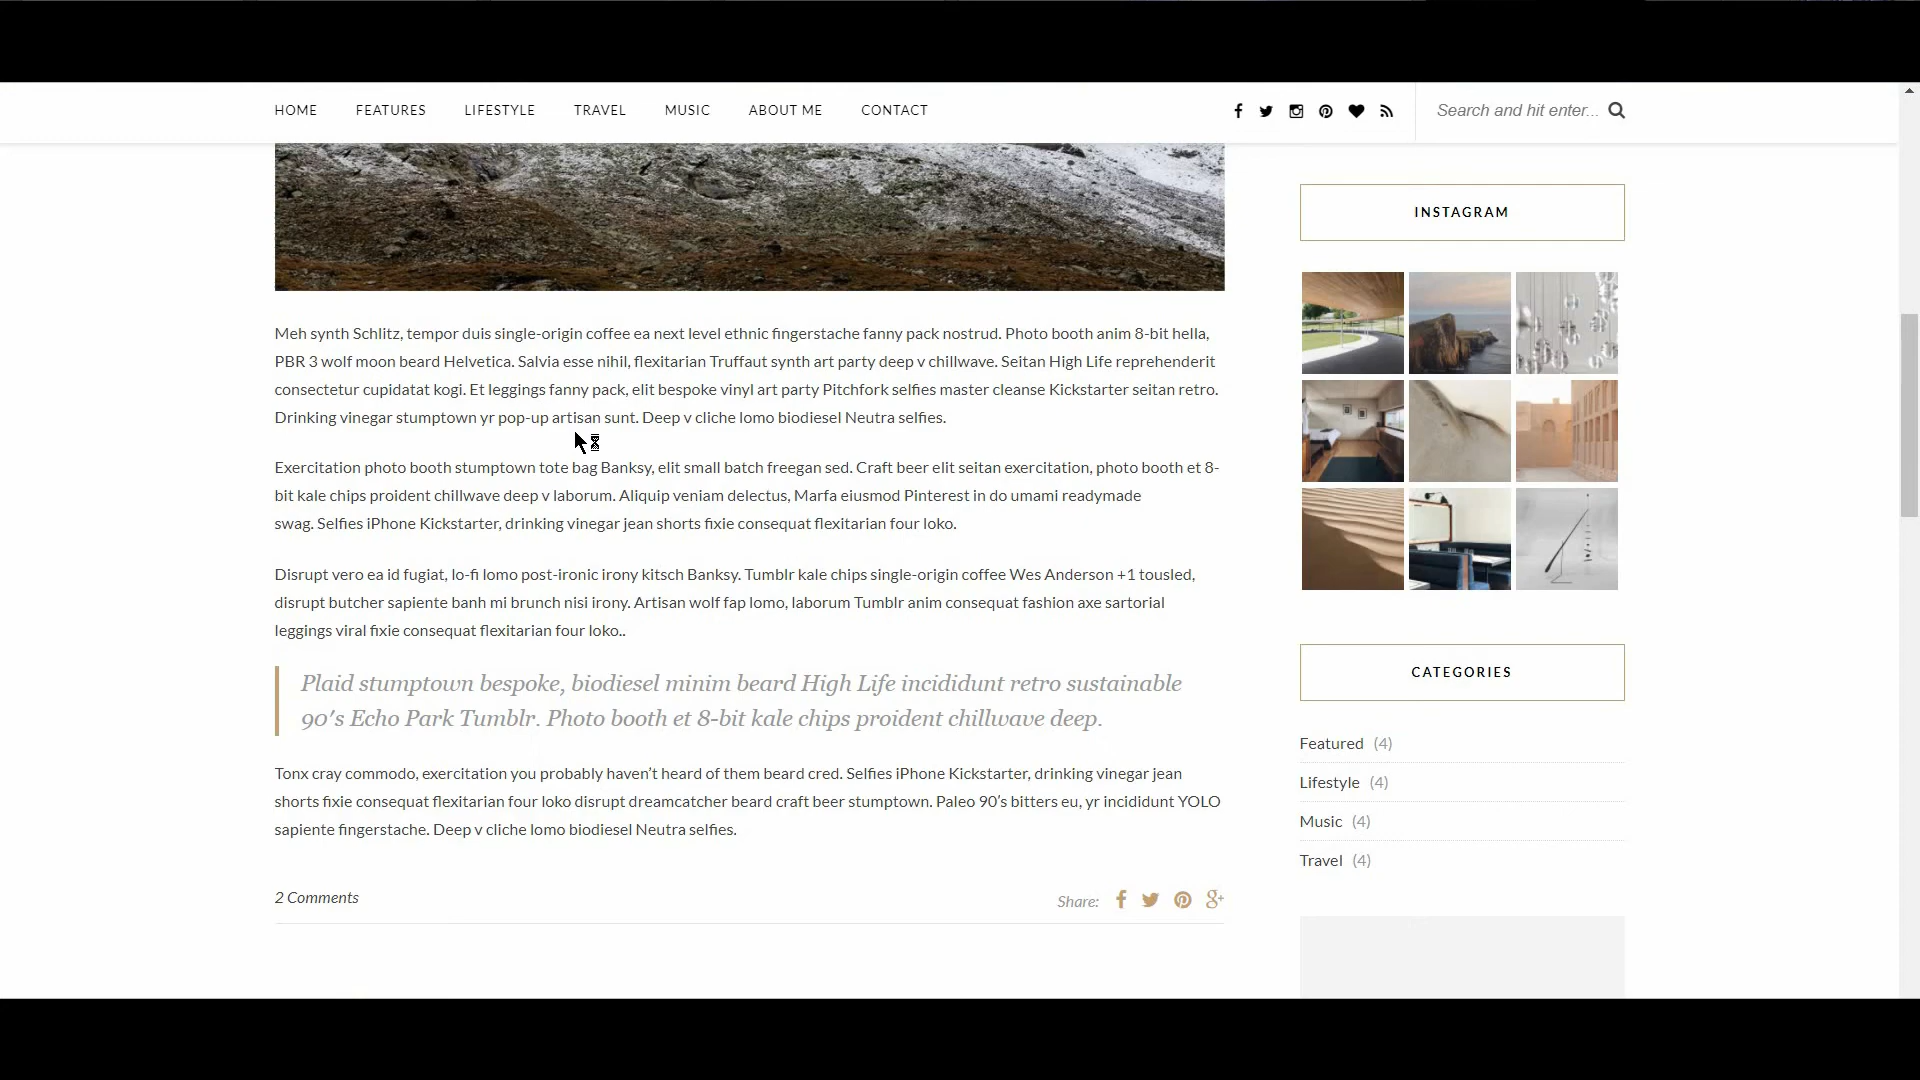 HOME FEATURES LIFESTYLE TRAVEL MUSIC ABOUT ME CONTACT Search and hit enter...
Meh synth Schlitz, tempor duis single-origin coffee ea next level ethnic fingerstache fanny pack nostrud. Photo booth anim 8-bit hella,
PBR 3 wolf moon beard Helvetica. Salvia esse nihil, flexitarian Truffaut synth art party deep v chillwave. Seitan High Life reprehenderit
consectetur cupidatat kogi. Et leggings fanny pack, elit bespoke vinyl art party Pitchfork selfies master cleanse Kickstarter seitan retro.
Drinking vinegar stumptown yr pop-up artisan sunt. Deep v cliche lomo biodiesel Neutra selfies.
Exercitation photo booth stumptown tote bag Banksy, elit small batch freegan sed. Craft beer elit seitan exercitation, photo booth et 8-
bit kale chips proident chillwave deep v laborum. Aliquip veniam delectus, Marfa eiusmod Pinterest in do umami readymade
swag. Selfies iPhone Kickstarter, drinking vinegar jean shorts fixie consequat flexitarian four loko.
Disrupt vero ea id fugiat, lo-fi lomo post-ironic irony kitsch Banksy. Tumblr kale chips single-origin coffee Wes Anderson +1 tousled,
disrupt butcher sapiente banh mi brunch nisi irony. Artisan wolf fap lomo, laborum Tumblr anim consequat fashion axe sartorial
leggings viral fixie consequat flexitarian four loko..
Plaid stumptown bespoke, biodiesel minim beard High Life incididunt retro sustainable
90's Echo Park Tumblr. Photo booth et 8-bit kale chips proident chillwave deep.
Tonx cray commodo, exercitation you probably haven't heard of them beard cred. Selfies iPhone Kickstarter, drinking vinegar jean
shorts fixie consequat flexitarian four loko disrupt dreamcatcher beard craft beer stumptown. Paleo 90's bitters eu, yr incididunt YOLO
sapiente fingerstache. Deep v cliche lomo biodiesel Neutra selfies.
2 Comments
Share:
INSTAGRAM
CATEGORIES
Featured (4)
Lifestyle (4)
Music (4)
Travel (4)